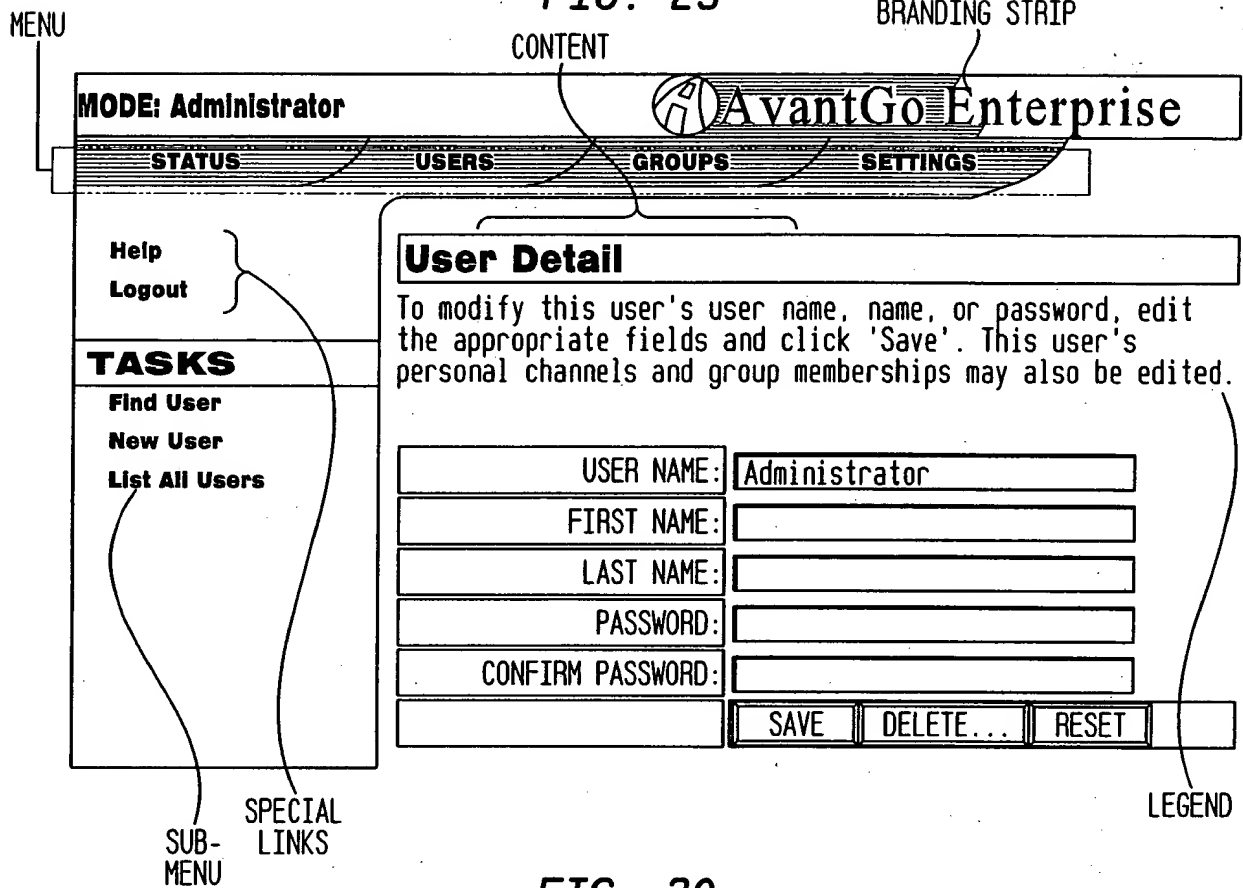 MENU
CONTENT
BRANDING STRIP
MODE: Administrator
AvantGo Enterprise
STATUS USERS GROUPS SETTINGS
Help
Logout
TASKS
Find User
New User
List All Users
User Detail
To modify this user's user name, name, or password, edit
the appropriate fields and click 'Save'. This user's
personal channels and group memberships may also be edited.
USER NAME: Administrator
FIRST NAME:
LAST NAME:
PASSWORD:
CONFIRM PASSWORD:
SAVE DELETE... RESET
SUB-
MENU
SPECIAL
LINKS
LEGEND